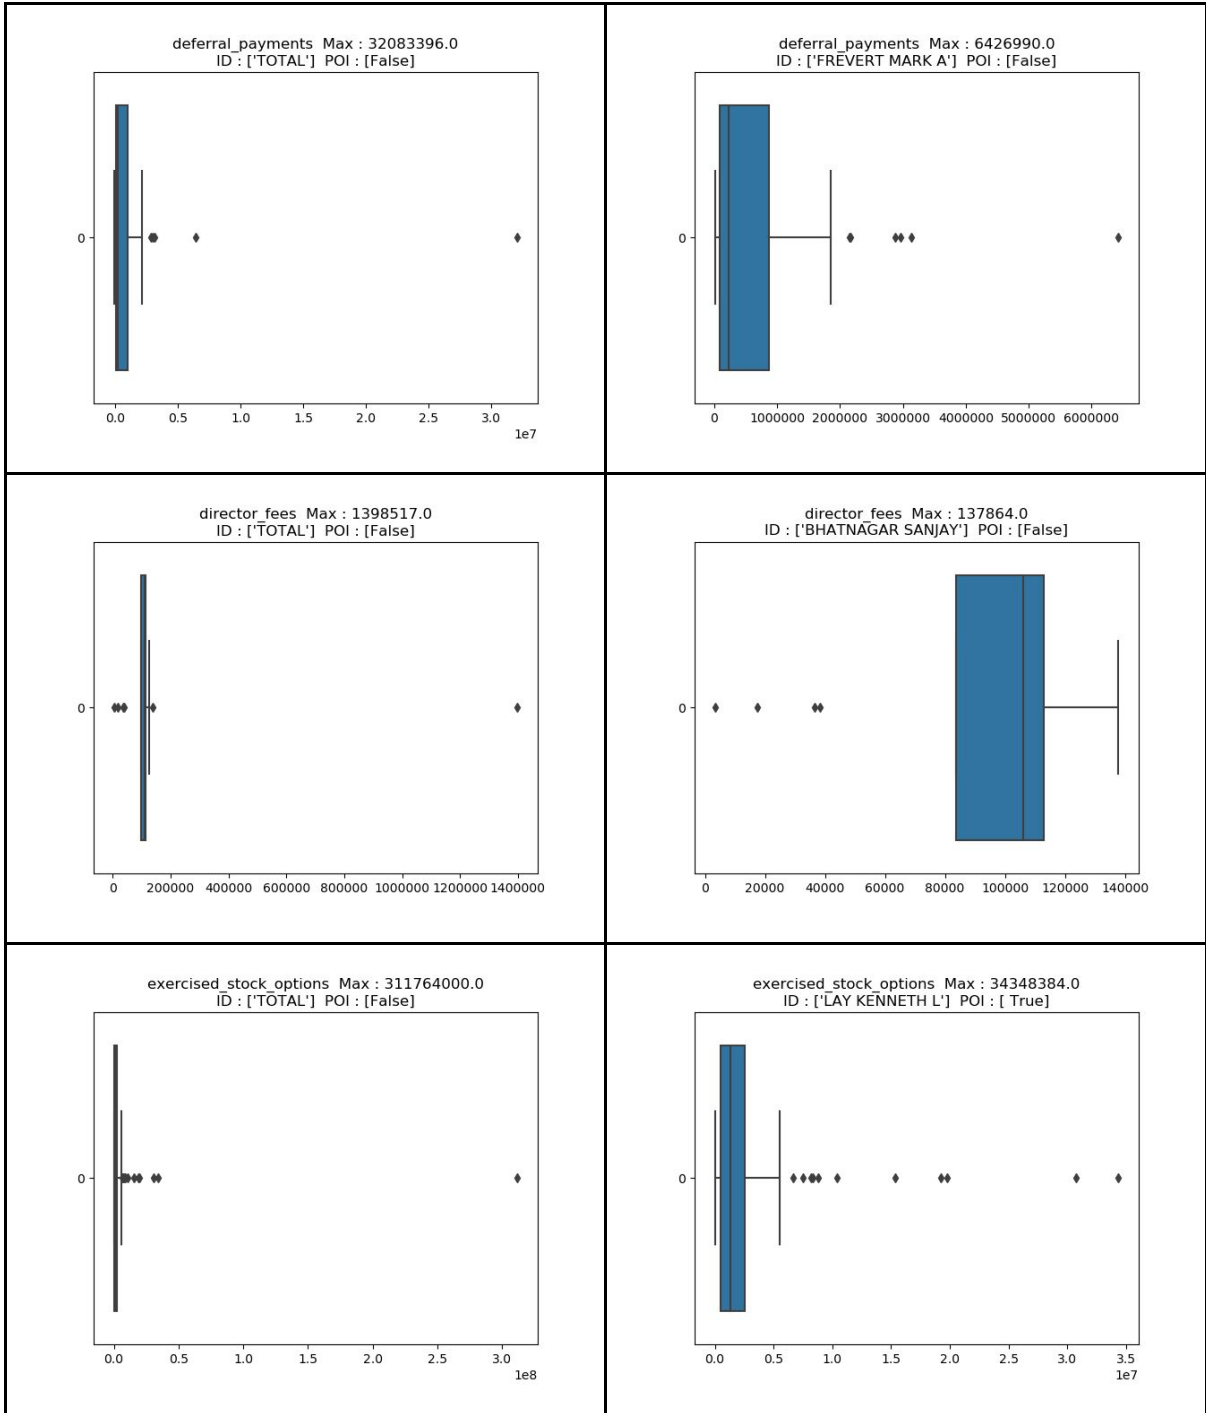 deferral_payments  Max : 32083396.0
ID : ['TOTAL']  POI : [False]
0
0.0 0.5 1.0 1.5 2.0 2.5 3.0
1e7
deferral_payments  Max : 6426990.0
ID : ['FREVERT MARK A']  POI : [False]
0
0 1000000 2000000 3000000 4000000 5000000 6000000
director_fees  Max : 1398517.0
ID : ['TOTAL']  POI : [False]
0
0 200000 400000 600000 800000 1000000 1200000 1400000
director_fees  Max : 137864.0
ID : ['BHATNAGAR SANJAY']  POI : [False]
0
0 20000 40000 60000 80000 100000 120000 140000
exercised_stock_options  Max : 311764000.0
ID : ['TOTAL']  POI : [False]
0
0.0 0.5 1.0 1.5 2.0 2.5 3.0
1e8
exercised_stock_options  Max : 34348384.0
ID : ['LAY KENNETH L']  POI : [ True]
0
0.0 0.5 1.0 1.5 2.0 2.5 3.0 3.5
1e7